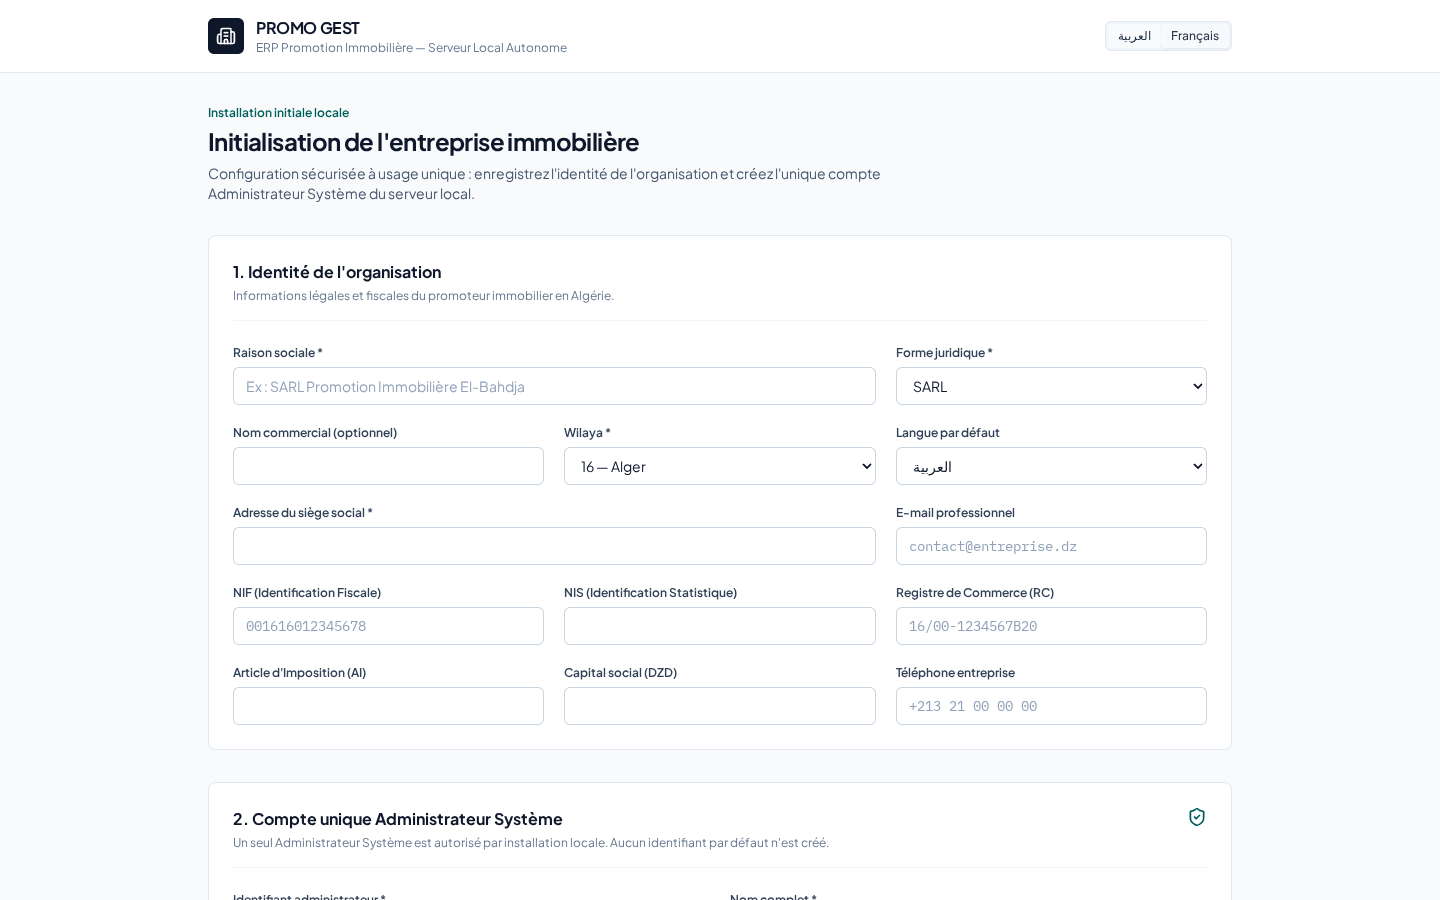 PROMO GEST
ERP Promotion Immobilière — Serveur Local Autonome
العربية
Français
Installation initiale locale
Initialisation de l'entreprise immobilière
Configuration sécurisée à usage unique : enregistrez l'identité de l'organisation et créez l'unique compte
Administrateur Système du serveur local.
1. Identité de l'organisation
Informations légales et fiscales du promoteur immobilier en Algérie.
Raison sociale *
Forme juridique *
Ex : SARL Promotion Immobilière El-Bahdja
SARL
Nom commercial (optionnel)
Wilaya *
Langue par défaut
16 — Alger
العربية
Adresse du siège social *
E-mail professionnel
contact@entreprise.dz
NIF (Identification Fiscale)
NIS (Identification Statistique)
Registre de Commerce (RC)
001616012345678
16/00-1234567B20
Article d'Imposition (AI)
Capital social (DZD)
Téléphone entreprise
+213 21 00 00 00
2. Compte unique Administrateur Système
Un seul Administrateur Système est autorisé par installation locale. Aucun identifiant par défaut n'est créé.
Identifiant administrateur *
Nom complet *